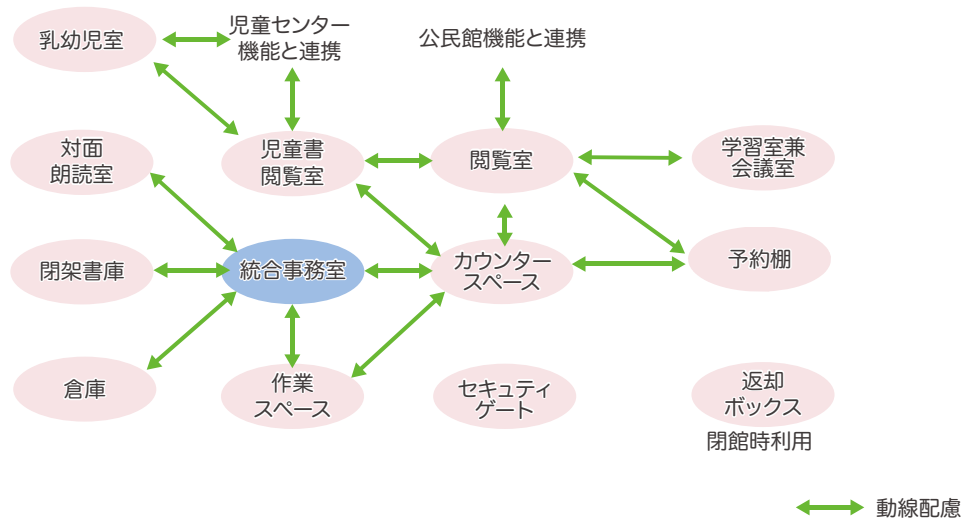 乳幼児室
児童センター
機能と連携
公民館機能と連携
対面
朗読室
児童書
閲覧室
閲覧室
学習室兼
会議室
閉架書庫
統合事務室
カウンター
スペース
予約棚
倉庫
作業
スペース
セキュティ
ゲート
返却
ボックス
閉館時利用
動線配慮